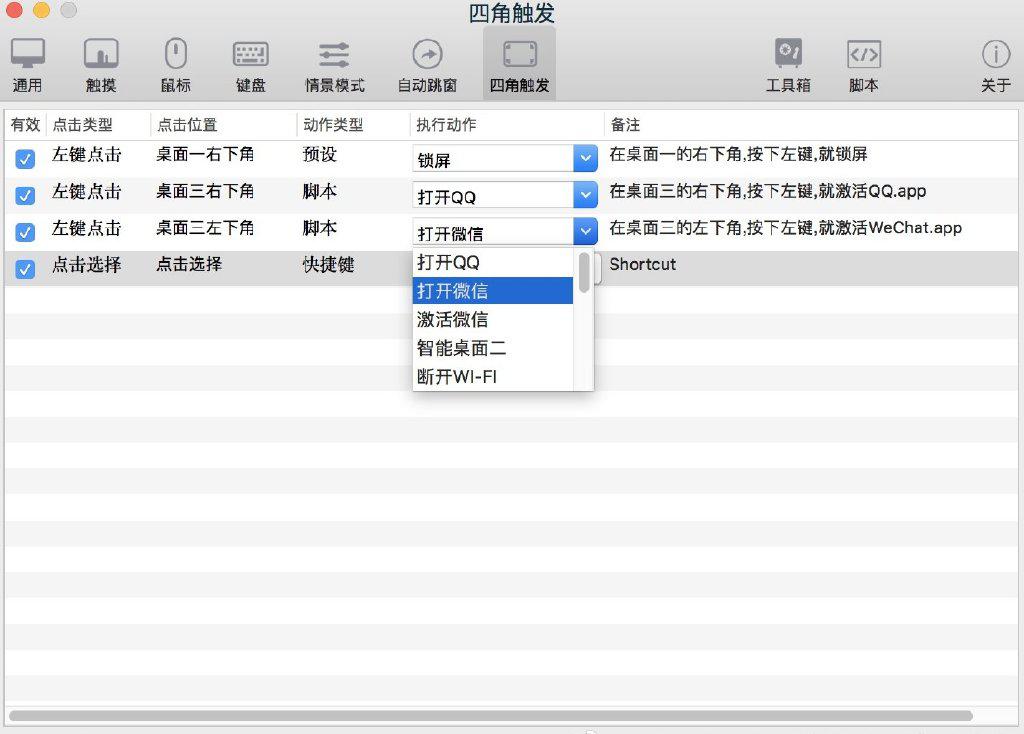 四角触发
通用 触摸 鼠标 键盘 情景模式 自动跳窗 四角触发 工具箱 脚本 关于
有效 点击类型 点击位置 动作类型 执行动作 备注
左键点击 桌面一右下角 预设 锁屏 在桌面一的右下角,按下左键,就锁屏
左键点击 桌面三右下角 脚本 打开QQ 在桌面三的右下角,按下左键,就激活QQ.app
左键点击 桌面三左下角 脚本 打开微信 在桌面三的左下角,按下左键,就激活WeChat.app
点击选择 点击选择 快捷键 Shortcut
打开QQ
打开微信
激活微信
智能桌面二
断开WI-FI